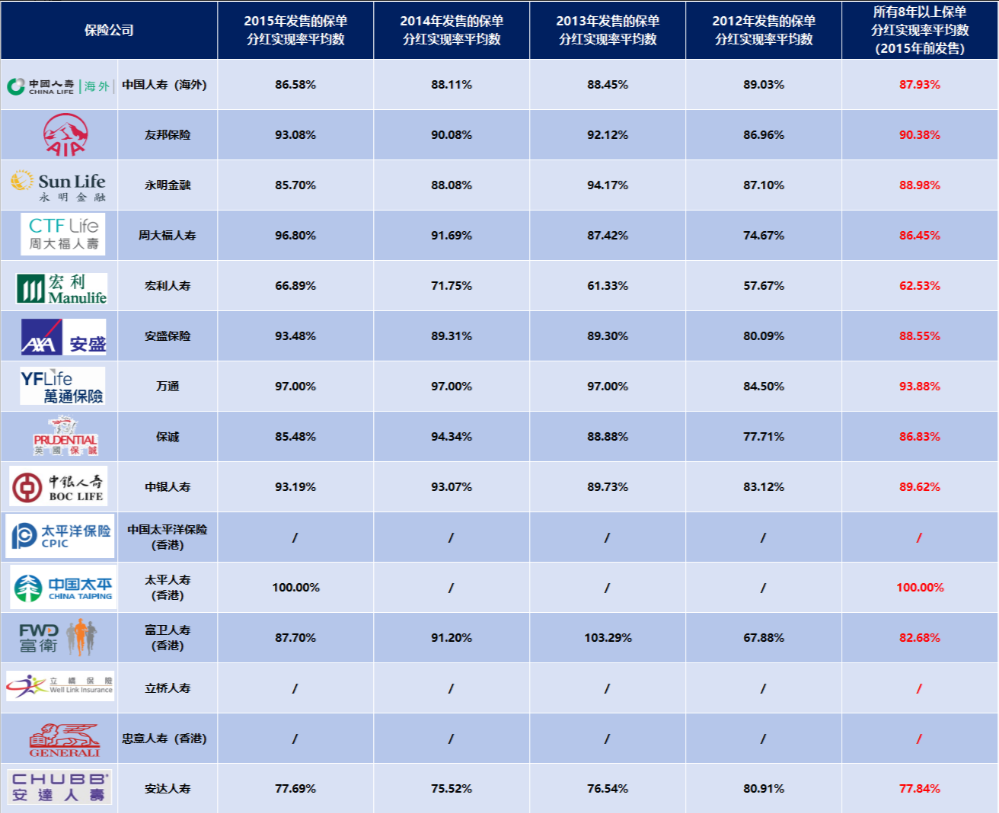 保险公司
2015年发售的保单
分红实现率平均数
2014年发售的保单
分红实现率平均数
2013年发售的保单
分红实现率平均数
2012年发售的保单
分红实现率平均数
所有8年以上保单
分红实现率平均数
(2015年前发售)
中國人壽
CHINA LIFE
海外
中国人寿（海外)
86.58%
88.11%
88.45%
89.03%
87.93%
AIA
友邦保险
93.08%
90.08%
92.12%
86.96%
90.38%
Sun Life
永明金融
永明金融
85.70%
88.08%
94.17%
87.10%
88.98%
CTF Life
周大福人壽
周大福人寿
96.80%
91.69%
87.42%
74.67%
86.45%
宏利
Manulife
宏利人寿
66.89%
71.75%
61.33%
57.67%
62.53%
AXA
安盛
安盛保险
93.48%
89.31%
89.30%
80.09%
88.55%
YFLife
萬通保險
万通
97.00%
97.00%
97.00%
84.50%
93.88%
PRUDENTIAL
英國保誠
保诚
85.48%
94.34%
88.88%
77.71%
86.83%
中银人寿
BOC LIFE
中银人寿
93.19%
93.07%
89.73%
83.12%
89.62%
太平洋保险
CPIC
中国太平洋保险
(香港)
/
/
/
/
/
中国太平
CHINA TAIPING
太平人寿
(香港)
100.00%
/
/
/
100.00%
FWD
富衛
富卫人寿
(香港)
87.70%
91.20%
103.29%
67.88%
82.68%
立橋保險
Well Link Insurance
立桥人寿
/
/
/
/
/
GENERALI
忠意人寿（香港)
/
/
/
/
/
CHUBB
安達人壽
安达人寿
77.69%
75.52%
76.54%
80.91%
77.84%